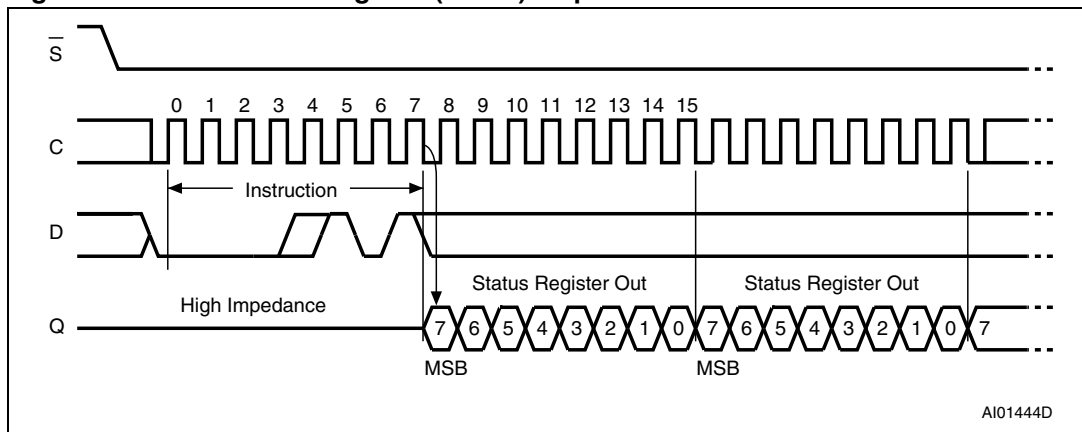 S
0 1 2 3 4 5 6 7 8 9 10 11 12 13 14 15
C
Instruction
D
Status Register Out Status Register Out
High Impedance
Q
7 6 5 4 3 2 1 0 7 6 5 4 3 2 1 0 7
MSB MSB
AI01444D